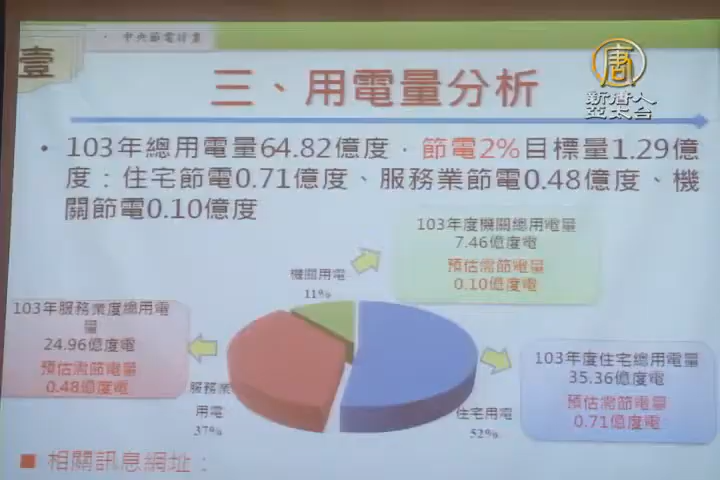 壹
・ 中央節電計畫
唐
新唐人
亞太台
三、用電量分析
• 103年總用電量64.82億度，節電2%目標量1.29億
度：住宅節電0.71億度、服務業節電0.48億度、機
關節電0.10億度
103年度機關總用電量
7.46億度電
預估需節電量
0.10億度電
機關用電
11%
103年服務業度總用電
量
24.96億度電
預估需節電量
0.48億度電
服務業
用電
37%
103年度住宅總用電量
35.36億度電
預估需節電量
0.71億度電
住宅用電
52%
■ 相關訊息網址：